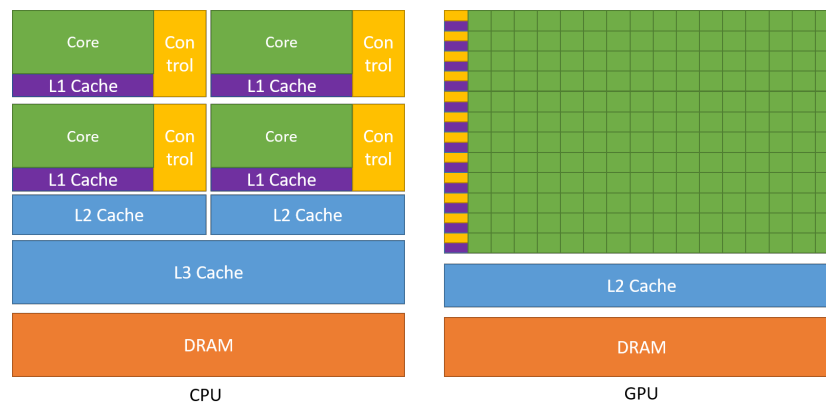 Core
Con
trol
L1 Cache
Core
Con
trol
L1 Cache
Core
Con
trol
L1 Cache
Core
Con
trol
L1 Cache
L2 Cache
L2 Cache
L3 Cache
DRAM
CPU
L2 Cache
DRAM
GPU